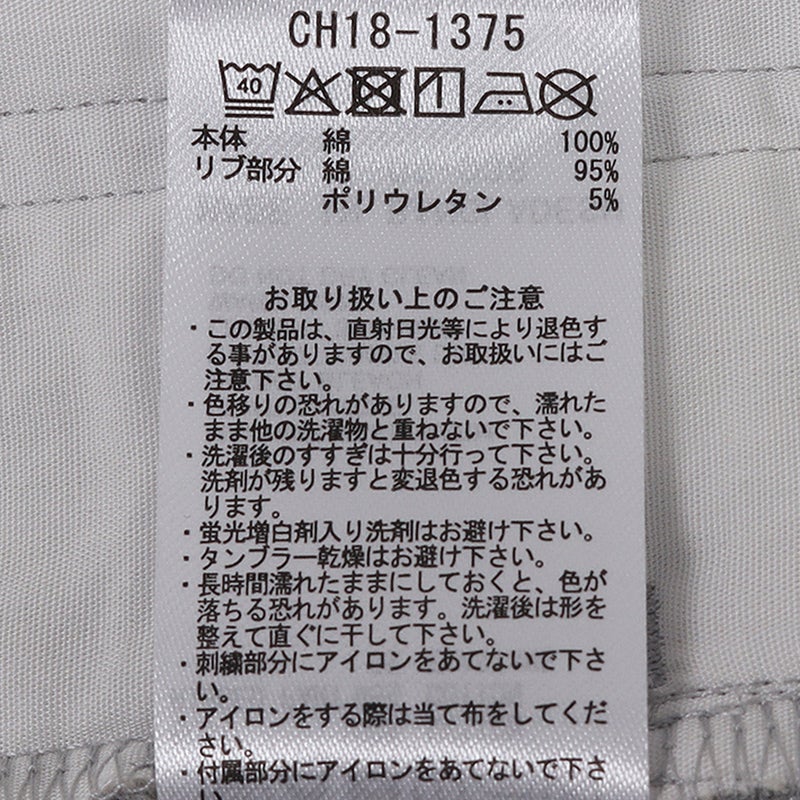 CH18-1375
40
本体 綿 100%
リブ部分 綿 95%
ポリウレタン 5%
お取り扱い上のご注意
・この製品は、直射日光等により退色す
る事がありますので、お取扱いにはご
注意下さい。
・色移りの恐れがありますので、濡れた
まま他の洗濯物と重ねないで下さい。
・洗濯後のすすぎは十分行って下さい。
洗剤が残りますと変退色する恐れがあ
ります。
・蛍光増白剤入り洗剤はお避け下さい。
・タンブラー乾燥はお避け下さい。
・長時間濡れたままにしておくと、色が
落ちる恐れがあります。洗濯後は形を
整えて直ぐに干して下さい。
・刺繍部分にアイロンをあてないで下さ
い。
・アイロンをする際は当て布をしてくだ
さい。
・付属部分にアイロンをあてないで下さ
い。